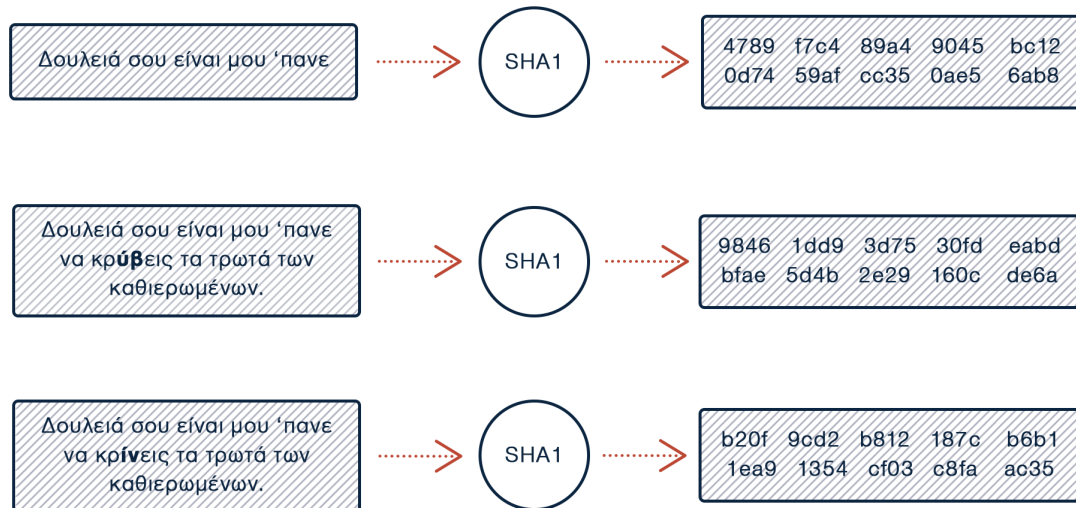 Δουλειά σου είναι μου ‘πανε
SHA1
4789 f7c4 89a4 9045 bc12
0d74 59af cc35 0ae5 6ab8
Δουλειά σου είναι μου ‘πανε
να κρύβεις τα τρωτά των
καθιερωμένων.
SHA1
9846 1dd9 3d75 30fd eabd
bfae 5d4b 2e29 160c de6a
Δουλειά σου είναι μου ‘πανε
να κρίνεις τα τρωτά των
καθιερωμένων.
SHA1
b20f 9cd2 b812 187c b6b1
1ea9 1354 cf03 c8fa ac35